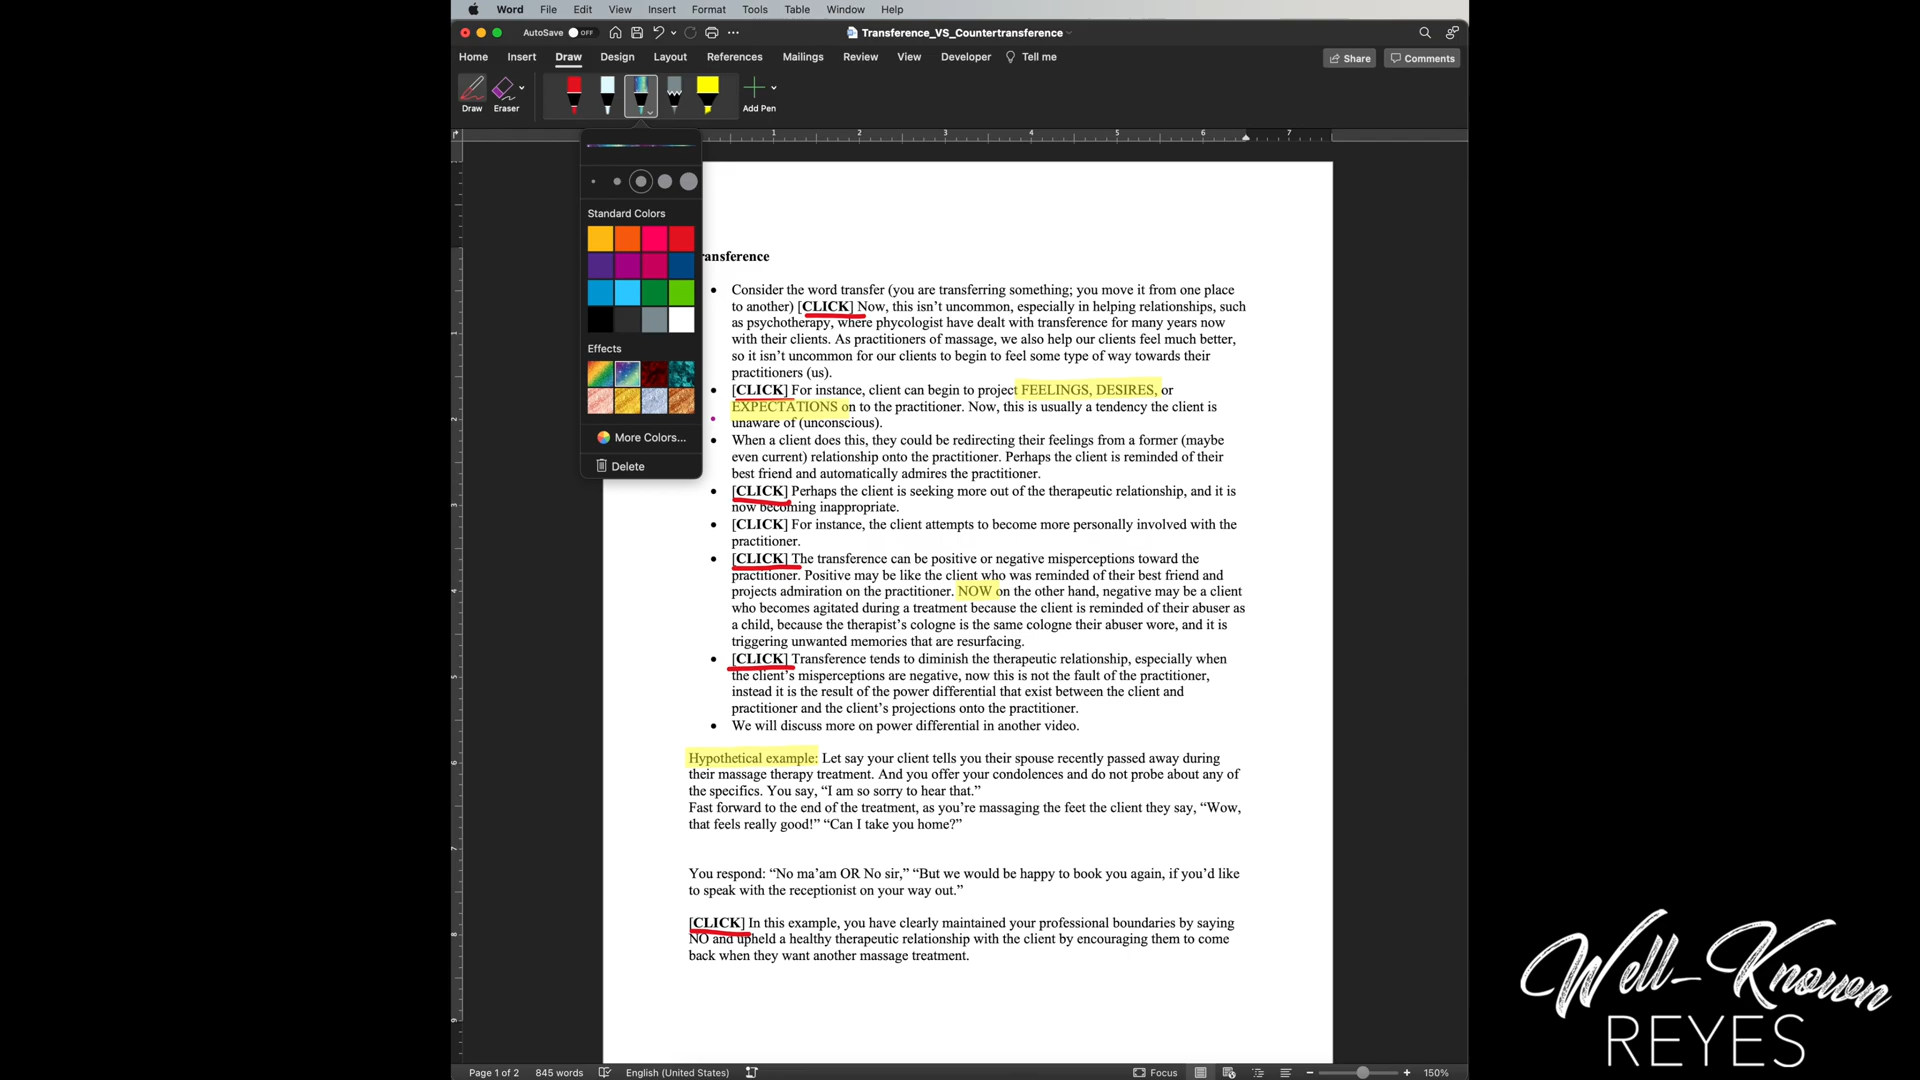 Word File Edit View Insert Format Tools Table Window Help
AutoSave OFF Transference_VS_Countertransference
Home Insert Draw Design Layout References Mailings Review View Developer Tell me Share Comments
Draw Eraser Add Pen
1 2 3 4 5 6 7
Standard Colors
Effects
More Colors...
Delete
ransference
• Consider the word transfer (you are transferring something; you move it from one place
to another) [CLICK] Now, this isn’t uncommon, especially in helping relationships, such
as psychotherapy, where phycologist have dealt with transference for many years now
with their clients. As practitioners of massage, we also help our clients feel much better,
so it isn’t uncommon for our clients to begin to feel some type of way towards their
practitioners (us).
• [CLICK] For instance, client can begin to project FEELINGS, DESIRES, or
EXPECTATIONS on to the practitioner. Now, this is usually a tendency the client is
unaware of (unconscious).
• When a client does this, they could be redirecting their feelings from a former (maybe
even current) relationship onto the practitioner. Perhaps the client is reminded of their
best friend and automatically admires the practitioner.
• [CLICK] Perhaps the client is seeking more out of the therapeutic relationship, and it is
now becoming inappropriate.
• [CLICK] For instance, the client attempts to become more personally involved with the
practitioner.
• [CLICK] The transference can be positive or negative misperceptions toward the
practitioner. Positive may be like the client who was reminded of their best friend and
projects admiration on the practitioner. NOW on the other hand, negative may be a client
who becomes agitated during a treatment because the client is reminded of their abuser as
a child, because the therapist’s cologne is the same cologne their abuser wore, and it is
triggering unwanted memories that are resurfacing.
• [CLICK] Transference tends to diminish the therapeutic relationship, especially when
the client’s misperceptions are negative, now this is not the fault of the practitioner,
instead it is the result of the power differential that exist between the client and
practitioner and the client’s projections onto the practitioner.
• We will discuss more on power differential in another video.
Hypothetical example: Let say your client tells you their spouse recently passed away during
their massage therapy treatment. And you offer your condolences and do not probe about any of
the specifics. You say, “I am so sorry to hear that.”
Fast forward to the end of the treatment, as you’re massaging the feet the client they say, “Wow,
that feels really good!” “Can I take you home?”
You respond: “No ma’am OR No sir,” “But we would be happy to book you again, if you’d like
to speak with the receptionist on your way out.”
[CLICK] In this example, you have clearly maintained your professional boundaries by saying
NO and upheld a healthy therapeutic relationship with the client by encouraging them to come
back when they want another massage treatment.
1
2
3
4
5
6
7
8
9
Page 1 of 2 845 words English (United States) Focus 150%
Well-Known
REYES